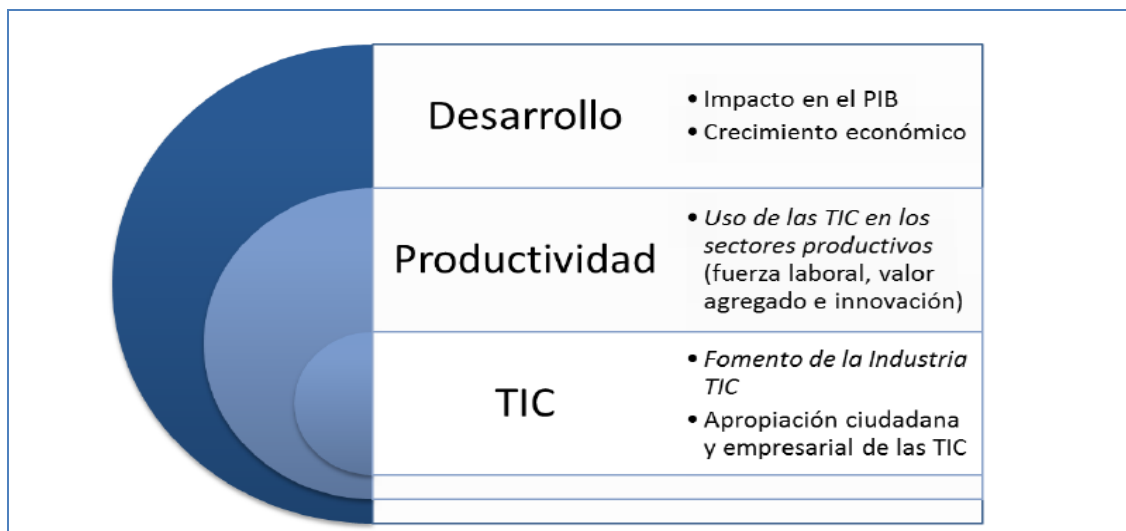 Desarrollo
• Impacto en el PIB
• Crecimiento económico
Productividad
• Uso de las TIC en los
sectores productivos
(fuerza laboral, valor
agregado e innovación)
TIC
• Fomento de la Industria
TIC
• Apropiación ciudadana
y empresarial de las TIC